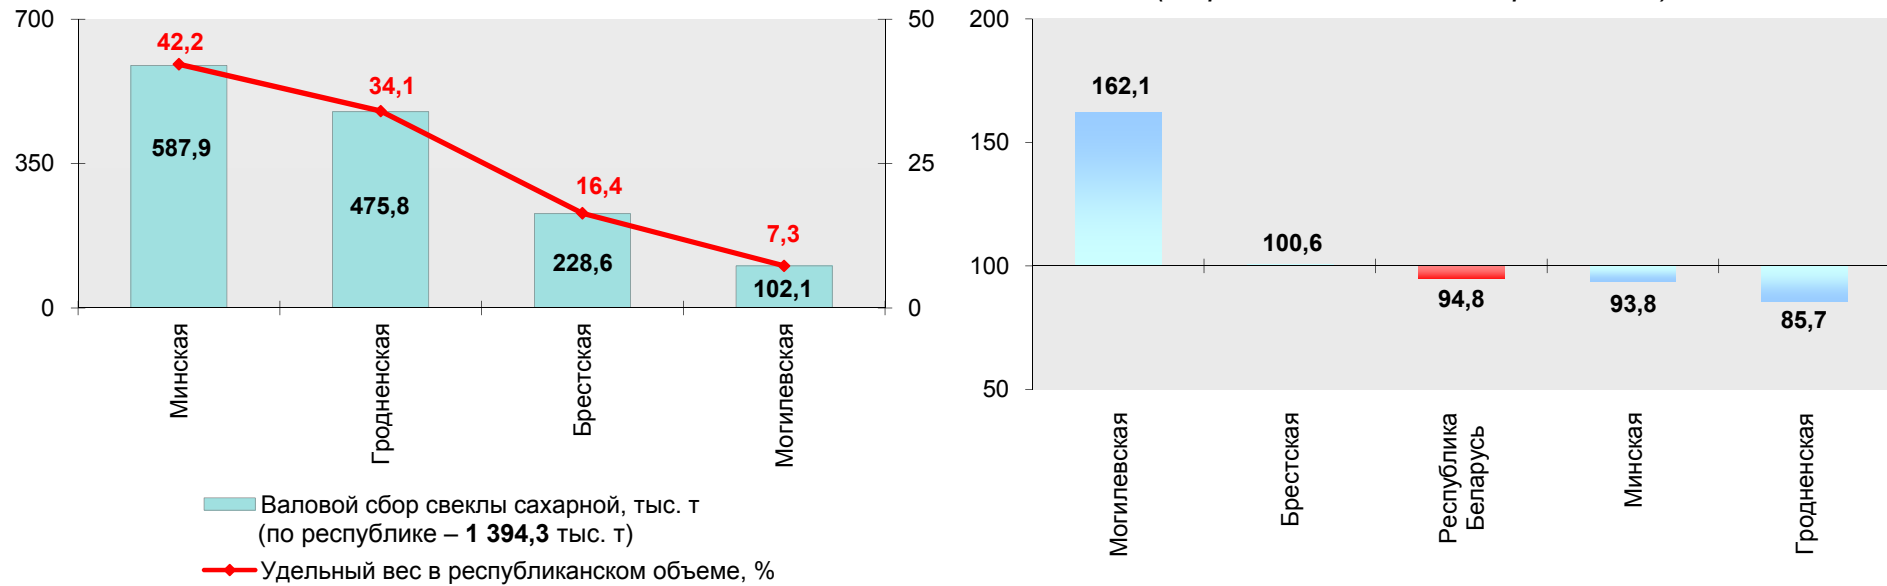 700
350
0
50
25
0
42,2
34,1
16,4
7,3
587,9
475,8
228,6
102,1
Минская
Гродненская
Брестская
Могилевская
Валовой сбор свеклы сахарной, тыс. т
(по республике – 1 394,3 тыс. т)
Удельный вес в республиканском объеме, %
200
150
100
50
162,1
100,6
94,8
93,8
85,7
Могилевская
Брестская
Республика
Беларусь
Минская
Гродненская